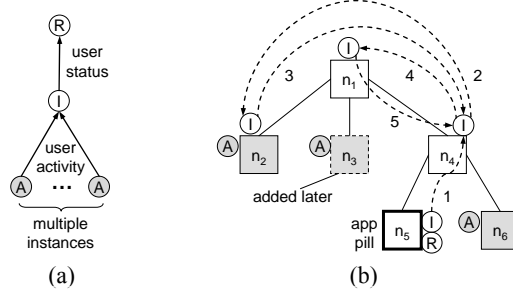 R
user
status
I
user
activity
A ... A
multiple
instances
(a)
I
3
n1
4
2
5
I
A
n2
A
n3
I
n4
added later
1
app
pill
n5
I
R
A
n6
(b)